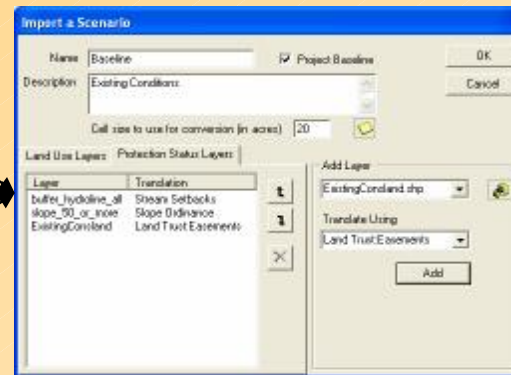 Import a Scenario
Name Baseline Project Baseline OK
Description Existing Conditions Cancel
Cell size to use for conversion (in acres) 20
Land Use Layers Protection Status Layers
Layer Translation
buffer_hydroline_all Stream Setbacks
slope_50_or_more Slope Ordinance
ExistingConsland Land Trust Easements
Add Layer
ExistingConsland.shp
Translate Using
Land Trust Easements
Add